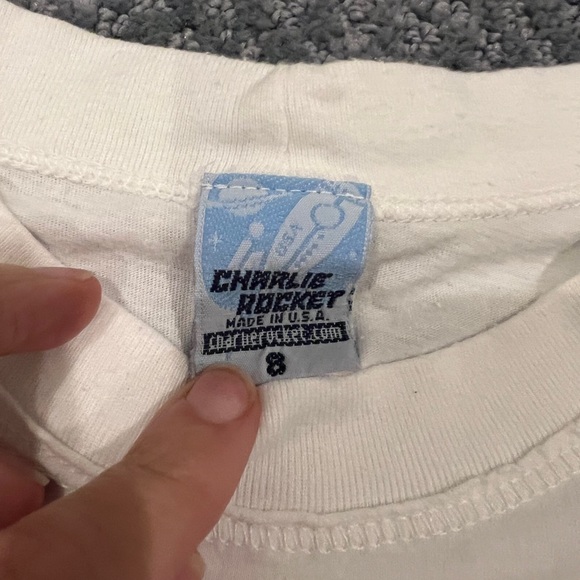 USA
CHARLIE
ROCKET
MADE IN U.S.A.
charlierocket.com
8